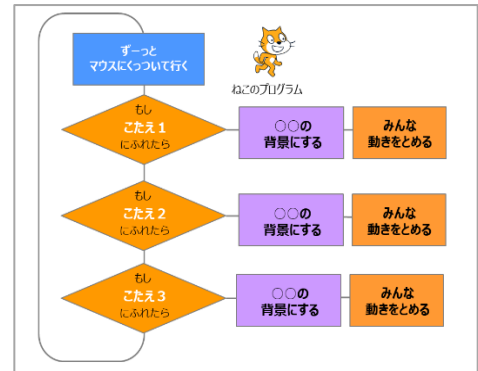 ずーっと
マウスにくっついて行く
ねこのプログラム
もし
こたえ１
にふれたら
○○の
背景にする
みんな
動きをとめる
もし
こたえ２
にふれたら
○○の
背景にする
みんな
動きをとめる
もし
こたえ３
にふれたら
○○の
背景にする
みんな
動きをとめる